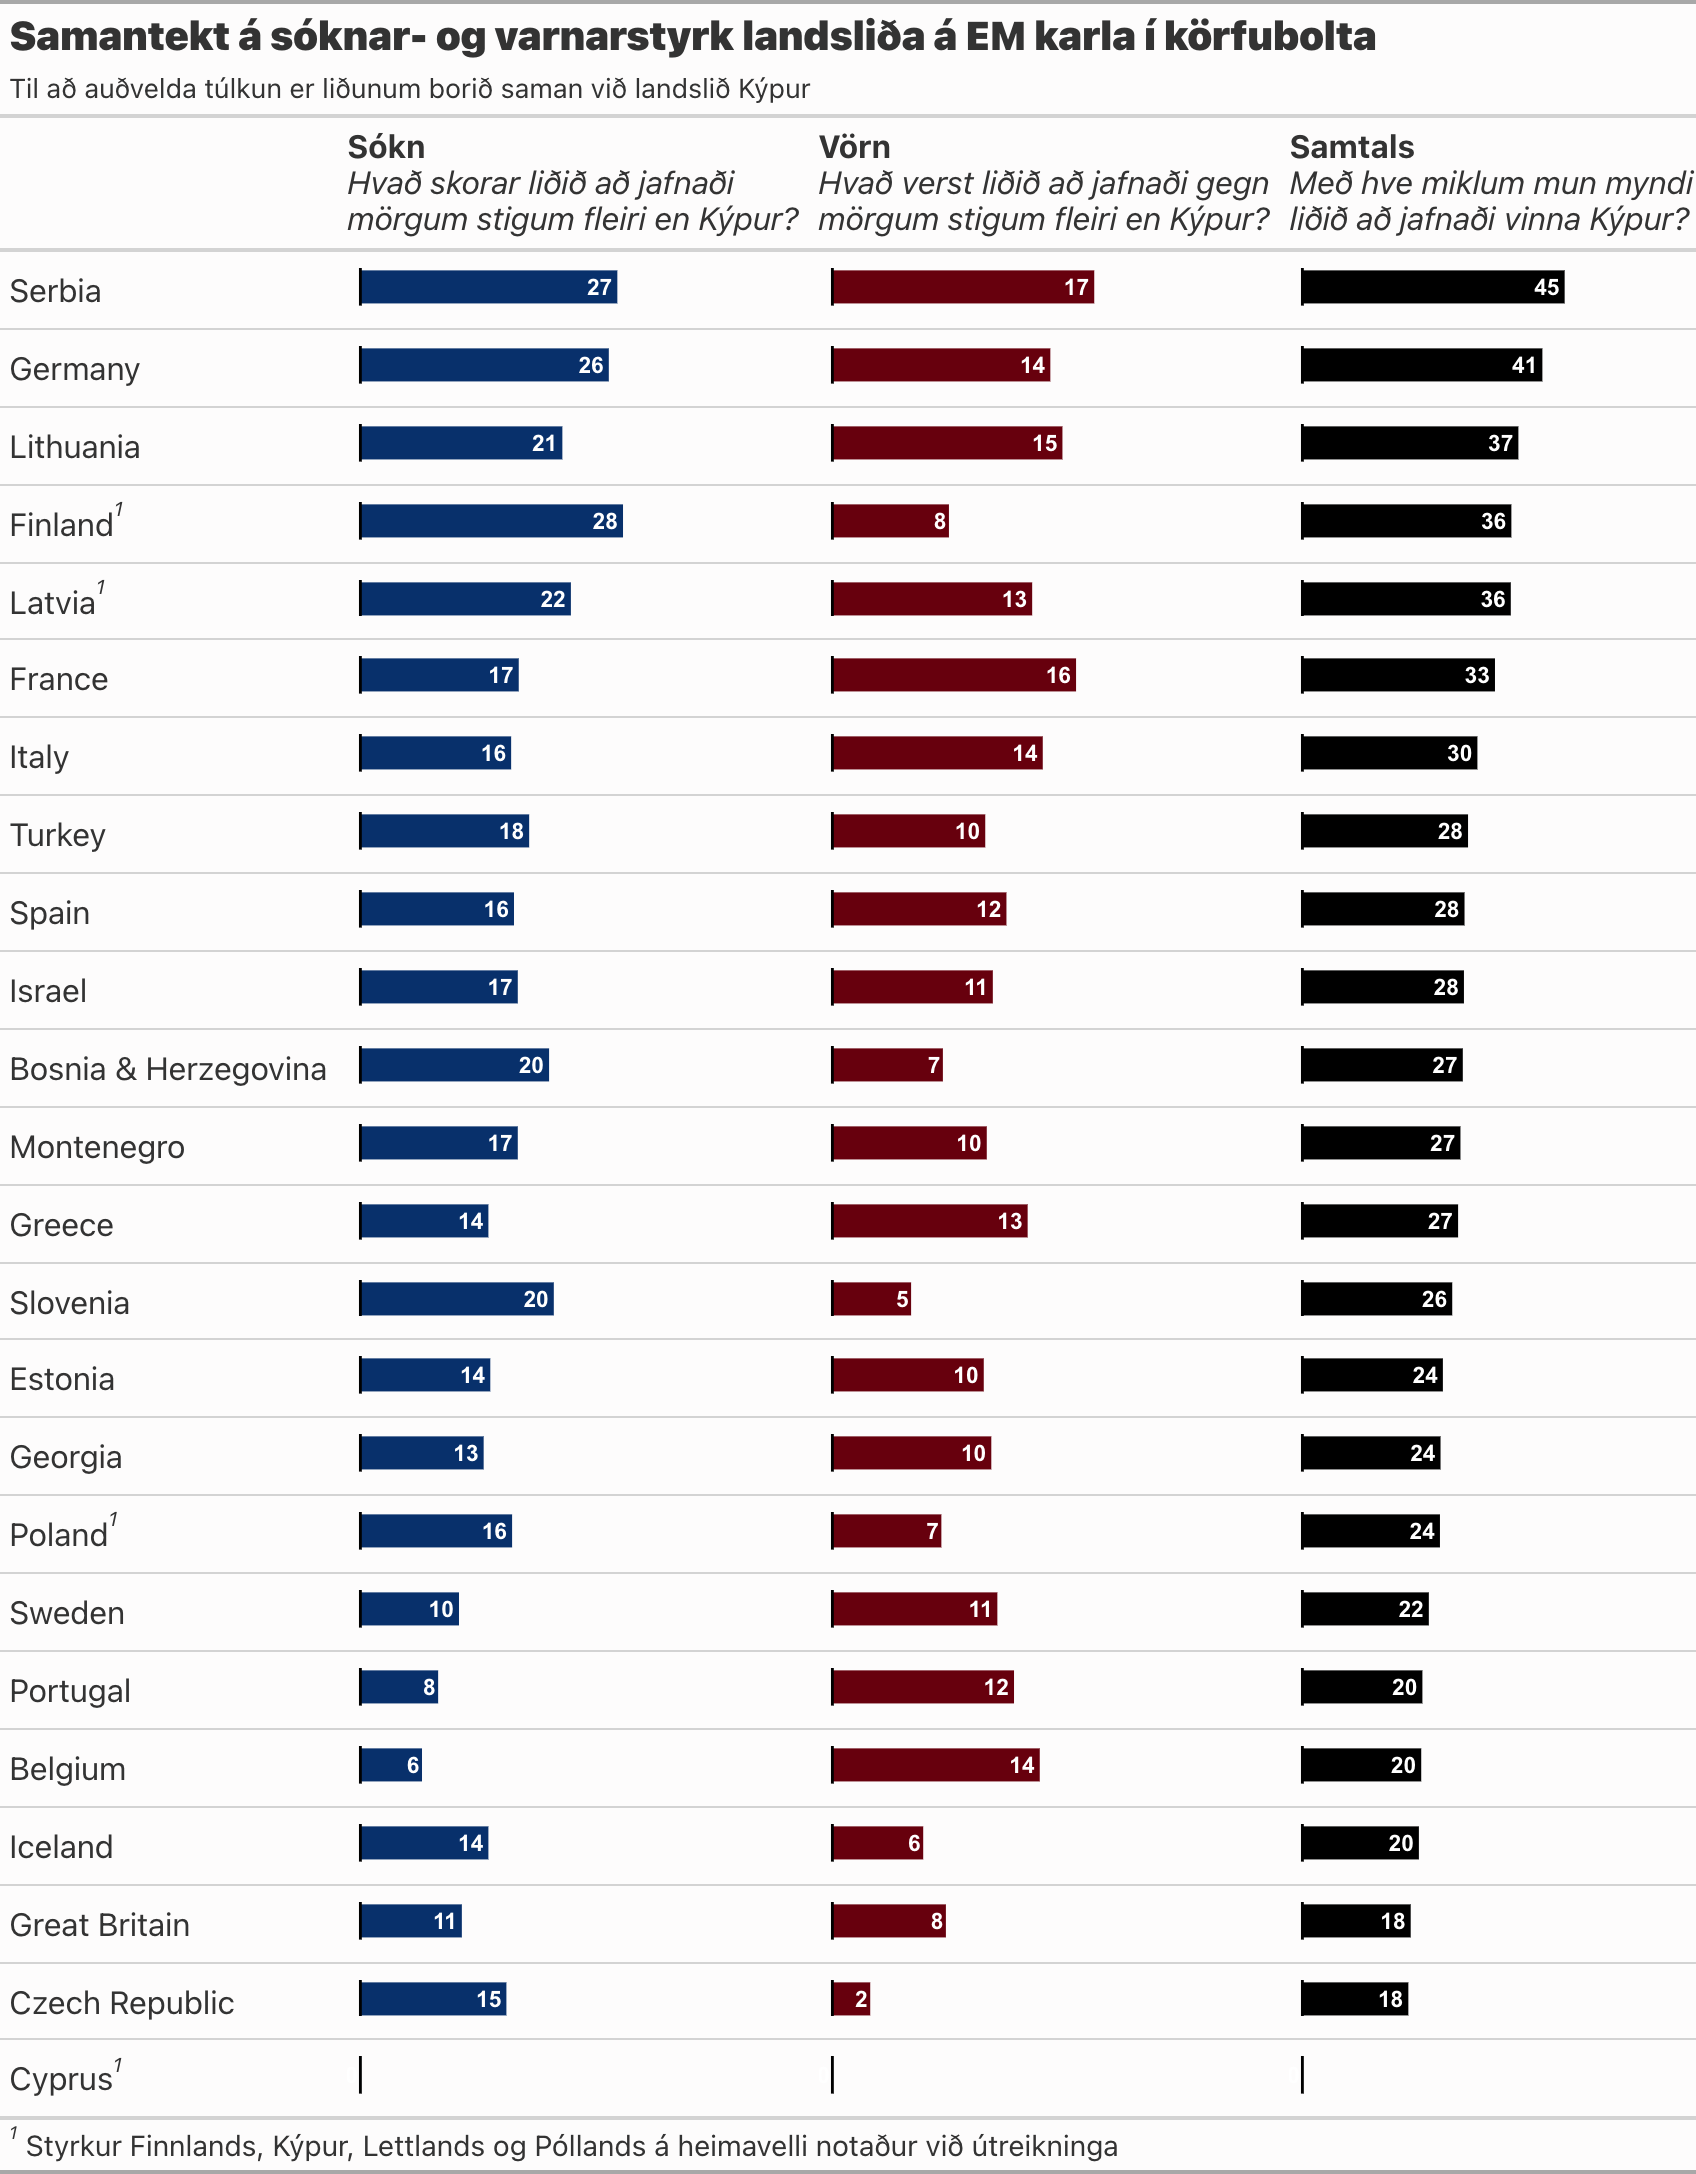 Samantekt á sóknar- og varnarstyrk landsliða á EM karla í körfubolta
Til að auðvelda túlkun er liðunum borið saman við landslið Kýpur
Sókn Vörn Samtals
Hvað skorar liðið að jafnaði Hvað verst liðið að jafnaði gegn Með hve miklum mun myndi
mörgum stigum fleiri en Kýpur? mörgum stigum fleiri en Kýpur? liðið að jafnaði vinna Kýpur?
Serbia 27 17 45
Germany 26 14 41
Lithuania 21 15 37
Finland1 28 8 36
Latvia1 22 13 36
France 17 16 33
Italy 16 14 30
Turkey 18 10 28
Spain 16 12 28
Israel 17 11 28
Bosnia & Herzegovina 20 7 27
Montenegro 17 10 27
Greece 14 13 27
Slovenia 20 5 26
Estonia 14 10 24
Georgia 13 10 24
Poland1 16 7 24
Sweden 10 11 22
Portugal 8 12 20
Belgium 6 14 20
Iceland 14 6 20
Great Britain 11 8 18
Czech Republic 15 2 18
Cyprus1
1 Styrkur Finnlands, Kýpur, Lettlands og Póllands á heimavelli notaður við útreikninga